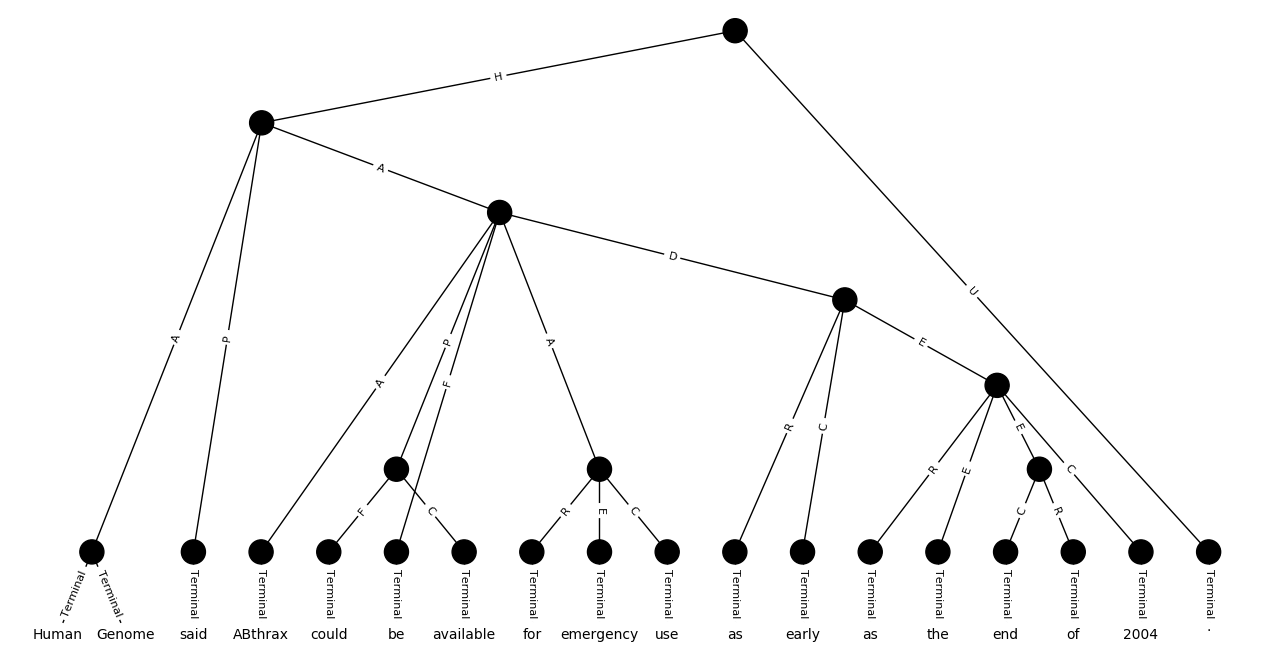 H
A
A
D
U
A
P
A
P
F
A
E
R
C
R
E
E
C
F
C
R
E
C
C
R
Terminal Terminal Terminal Terminal Terminal Terminal Terminal Terminal Terminal Terminal Terminal Terminal Terminal Terminal Terminal Terminal Terminal Terminal
Human Genome said ABthrax could be available for emergency use as early as the end of 2004 .